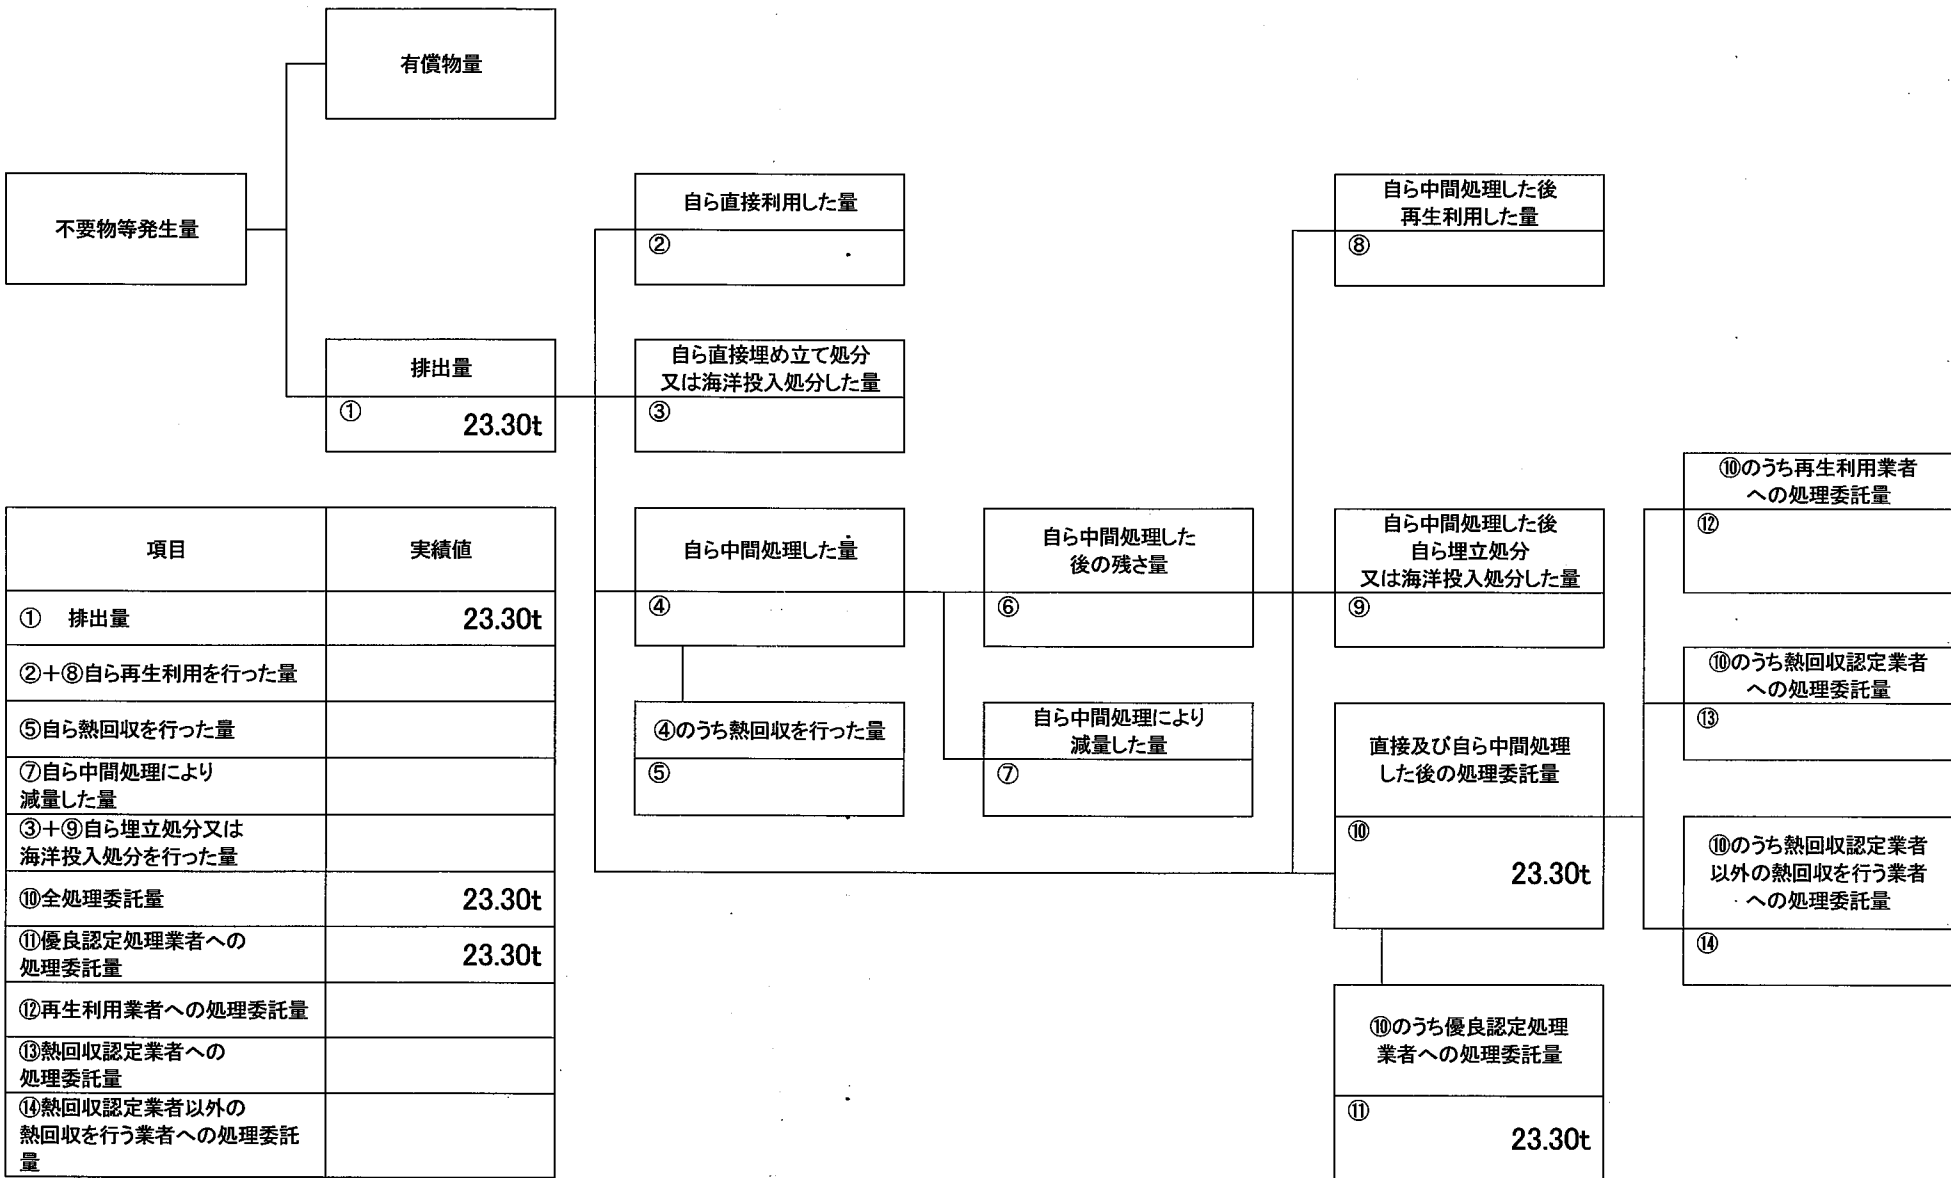 有償物量
不要物等発生量
排出量
①
23.30t
自ら直接利用した量
②
自ら直接埋め立て処分
又は海洋投入処分した量
③
自ら中間処理した量
④
④のうち熱回収を行った量
⑤
自ら中間処理した
後の残さ量
⑥
自ら中間処理により
減量した量
⑦
自ら中間処理した後
再生利用した量
⑧
自ら中間処理した後
自ら埋立処分
又は海洋投入処分した量
⑨
直接及び自ら中間処理
した後の処理委託量
⑩
23.30t
⑩のうち優良認定処理
業者への処理委託量
⑪
23.30t
⑩のうち再生利用業者
への処理委託量
⑫
⑩のうち熱回収認定業者
への処理委託量
⑬
⑩のうち熱回収認定業者
以外の熱回収を行う業者
への処理委託量
⑭
項目 実績値
① 排出量 23.30t
②+⑧自ら再生利用を行った量
⑤自ら熱回収を行った量
⑦自ら中間処理により
減量した量
③+⑨自ら埋立処分又は
海洋投入処分を行った量
⑩全処理委託量 23.30t
⑪優良認定処理業者への
処理委託量 23.30t
⑫再生利用業者への処理委託量
⑬熱回収認定業者への
処理委託量
⑭熱回収認定業者以外の
熱回収を行う業者への処理委託
量